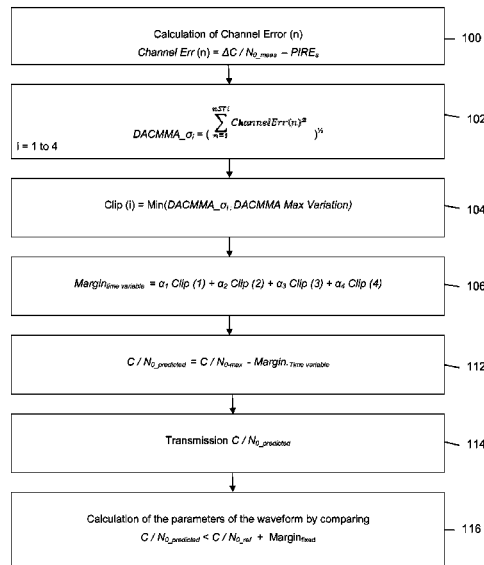 Calculation of Channel Error (n)
Channel Err (n) = ΔC / N0_meas – PIREs
100
DACMMA_σi = ( ∑ ChannelErr(n)² )^½
n=1
i = 1 to 4
102
Clip (i) = Min(DACMMA_σi, DACMMA Max Variation)
104
Margintime variable = α1 Clip (1) + α2 Clip (2) + α3 Clip (3) + α4 Clip (4)
106
C / N0_predicted = C / N0-max - Margin.Time variable
112
Transmission C / N0_predicted
114
Calculation of the parameters of the waveform by comparing
C / N0_predicted < C / N0_ref + Marginfixed
116